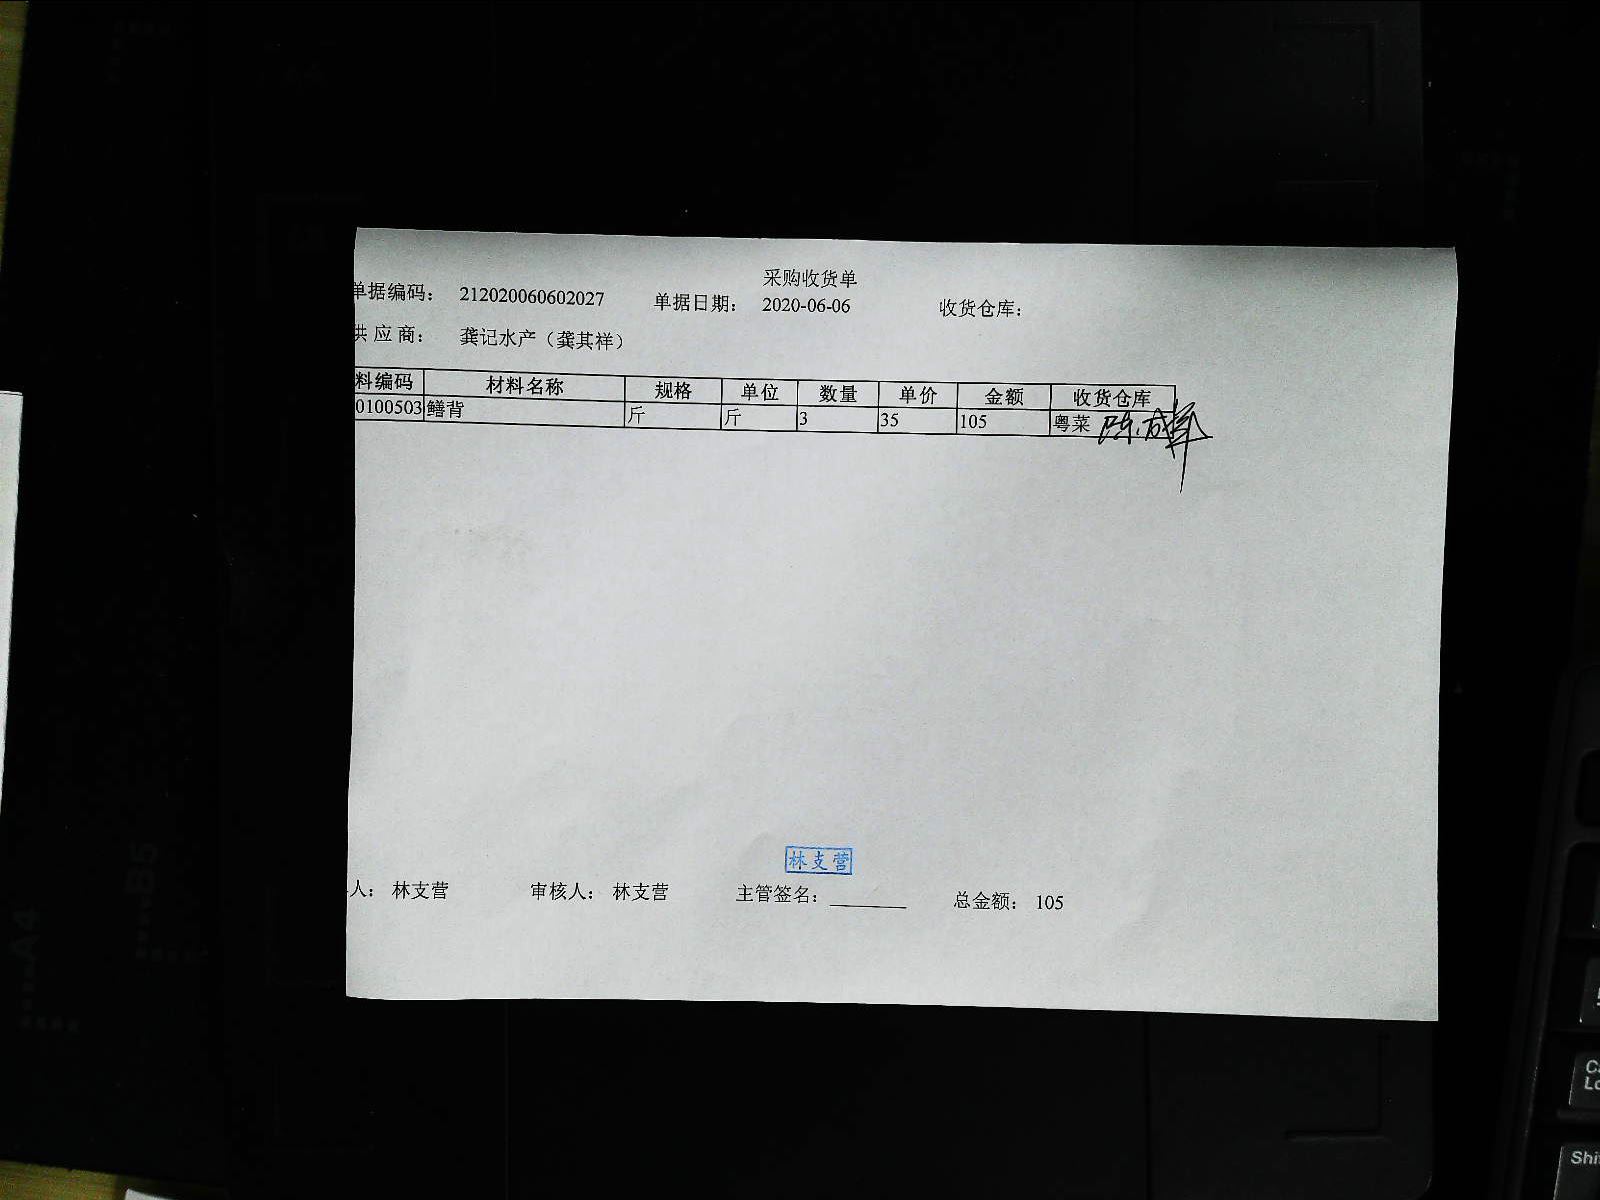 采购收货单
单据编码： 212020060602027 单据日期： 2020-06-06 收货仓库：
供 应 商： 龚记水产（龚其祥）
料编码 材料名称 规格 单位 数量 单价 金额 收货仓库
0100503 鳝背 斤 斤 3 35 105 粤菜
林支营
人： 林支营 审核人： 林支营 主管签名： 总金额： 105
B5
A4
Shi